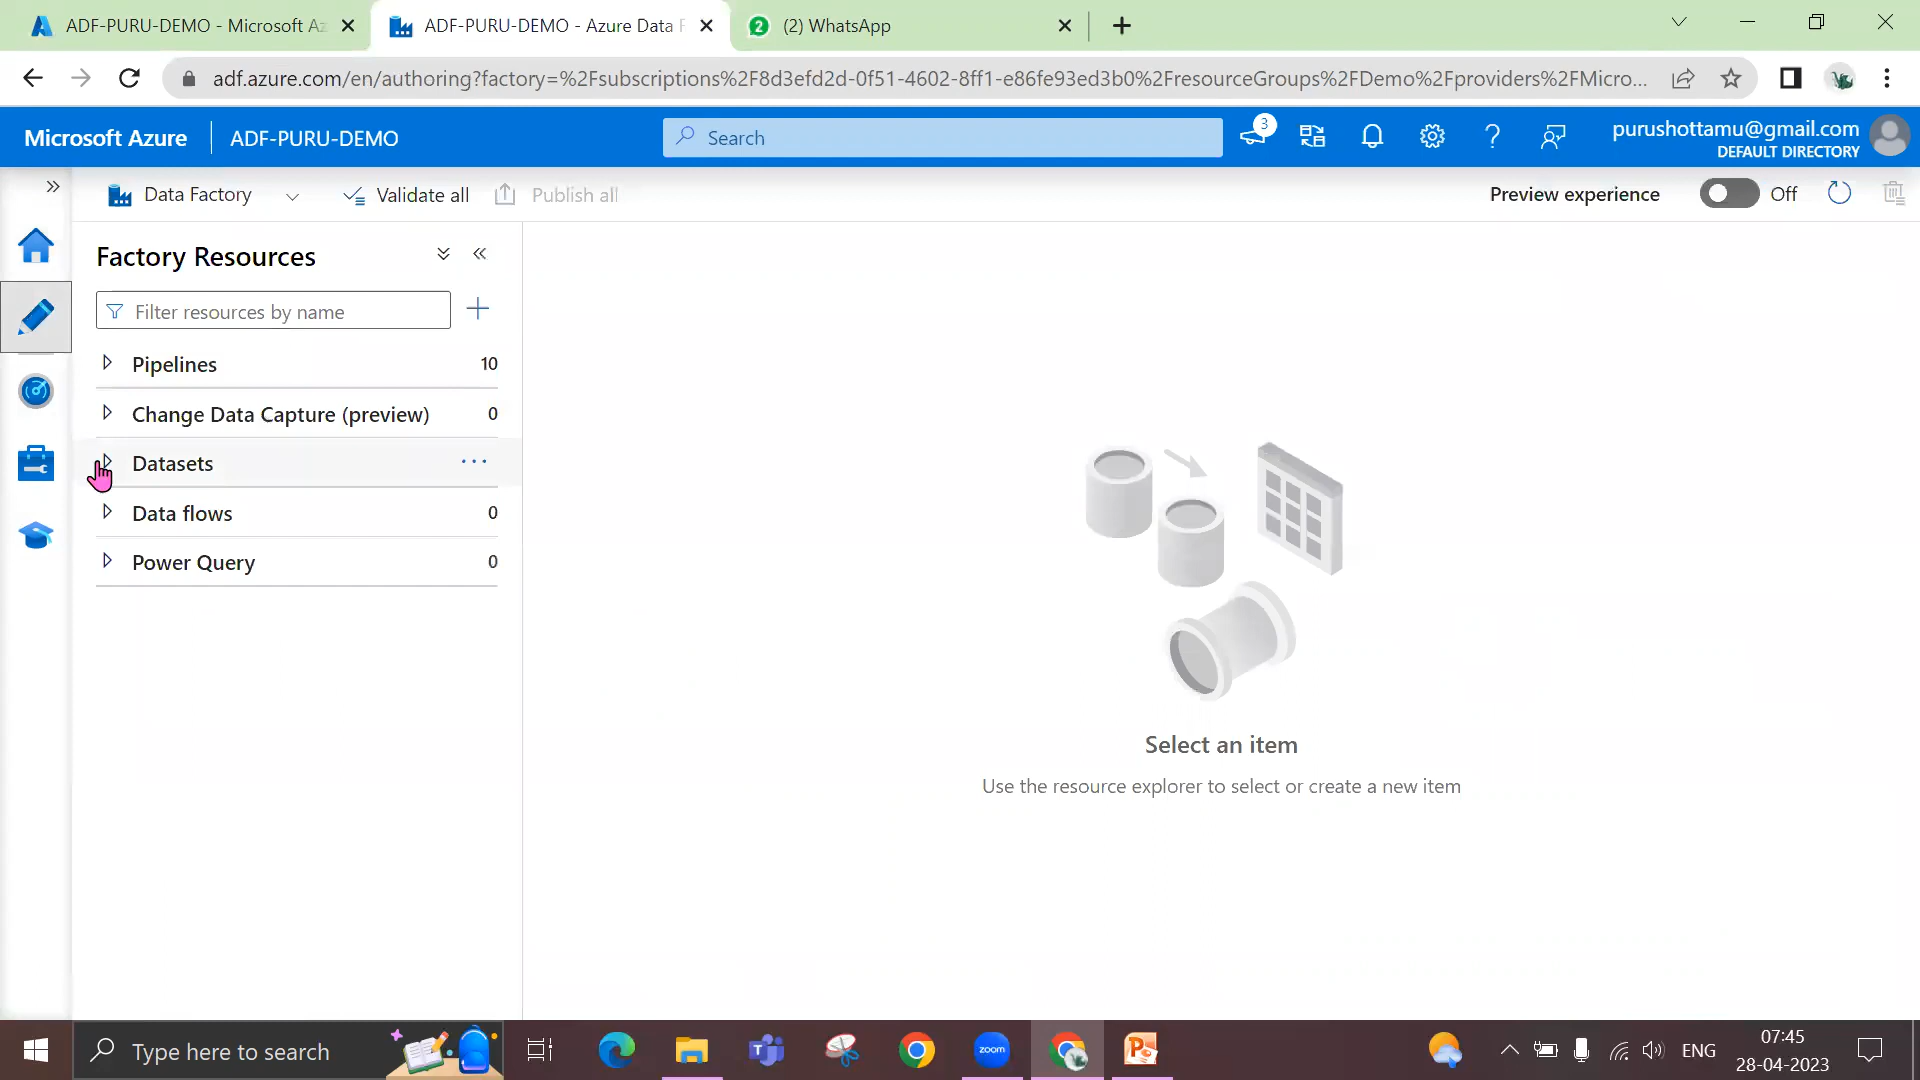 ADF-PURU-DEMO - Microsoft Az
ADF-PURU-DEMO - Azure Data F
2
(2) WhatsApp
adf.azure.com/en/authoring?factory=%2Fsubscriptions%2F8d3efd2d-0f51-4602-8ff1-e86fe93ed3b0%2FresourceGroups%2FDemo%2Fproviders%2FMicro...
Microsoft Azure
ADF-PURU-DEMO
Search
3
purushottamu@gmail.com
DEFAULT DIRECTORY
Data Factory
Validate all
Publish all
Preview experience
Off
Factory Resources
Filter resources by name
Pipelines 10
Change Data Capture (preview) 0
Datasets ...
Data flows 0
Power Query 0
Select an item
Use the resource explorer to select or create a new item
Type here to search
zoom
ENG
07:45
28-04-2023